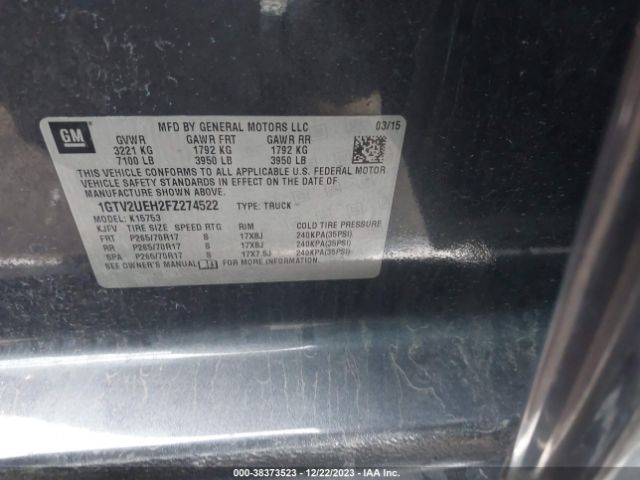 GM
MFD BY GENERAL MOTORS LLC 03/15
GVWR GAWR FRT GAWR RR
3221 KG 1792 KG 1792 KG
7100 LB 3950 LB 3950 LB
THIS VEHICLE CONFORMS TO ALL APPLICABLE U.S. FEDERAL MOTOR
VEHICLE SAFETY STANDARDS IN EFFECT ON THE DATE OF
MANUFACTURE SHOWN ABOVE.
1GTV2UEH2FZ274522 TYPE: TRUCK
MODEL: K15753
KJFV TIRE SIZE SPEED RTG RIM COLD TIRE PRESSURE
FRT P265/70R17 S 17X8J 240KPA(35PSI)
RR P265/70R17 S 17X8J 240KPA(35PSI)
SPA P265/70R17 S 17X7.5J 240KPA(35PSI)
SEE OWNER'S MANUAL FOR MORE INFORMATION.
000-38373523 - 12/22/2023 - IAA Inc.